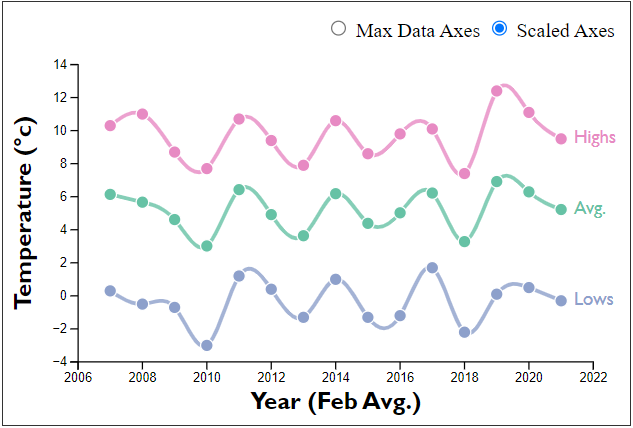 Max Data Axes Scaled Axes
14
12
10
8
6
4
2
0
−2
−4
Temperature (°c)
Highs
Avg.
Lows
2006 2008 2010 2012 2014 2016 2018 2020 2022
Year (Feb Avg.)